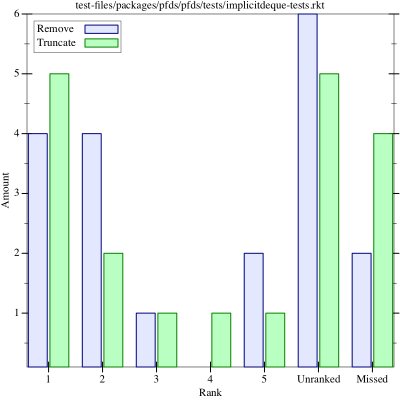 test-files/packages/pfds/pfds/tests/implicitdeque-tests.rkt
Remove
Truncate
6
5
4
3
2
1
Amount
1 2 3 4 5 Unranked Missed
Rank